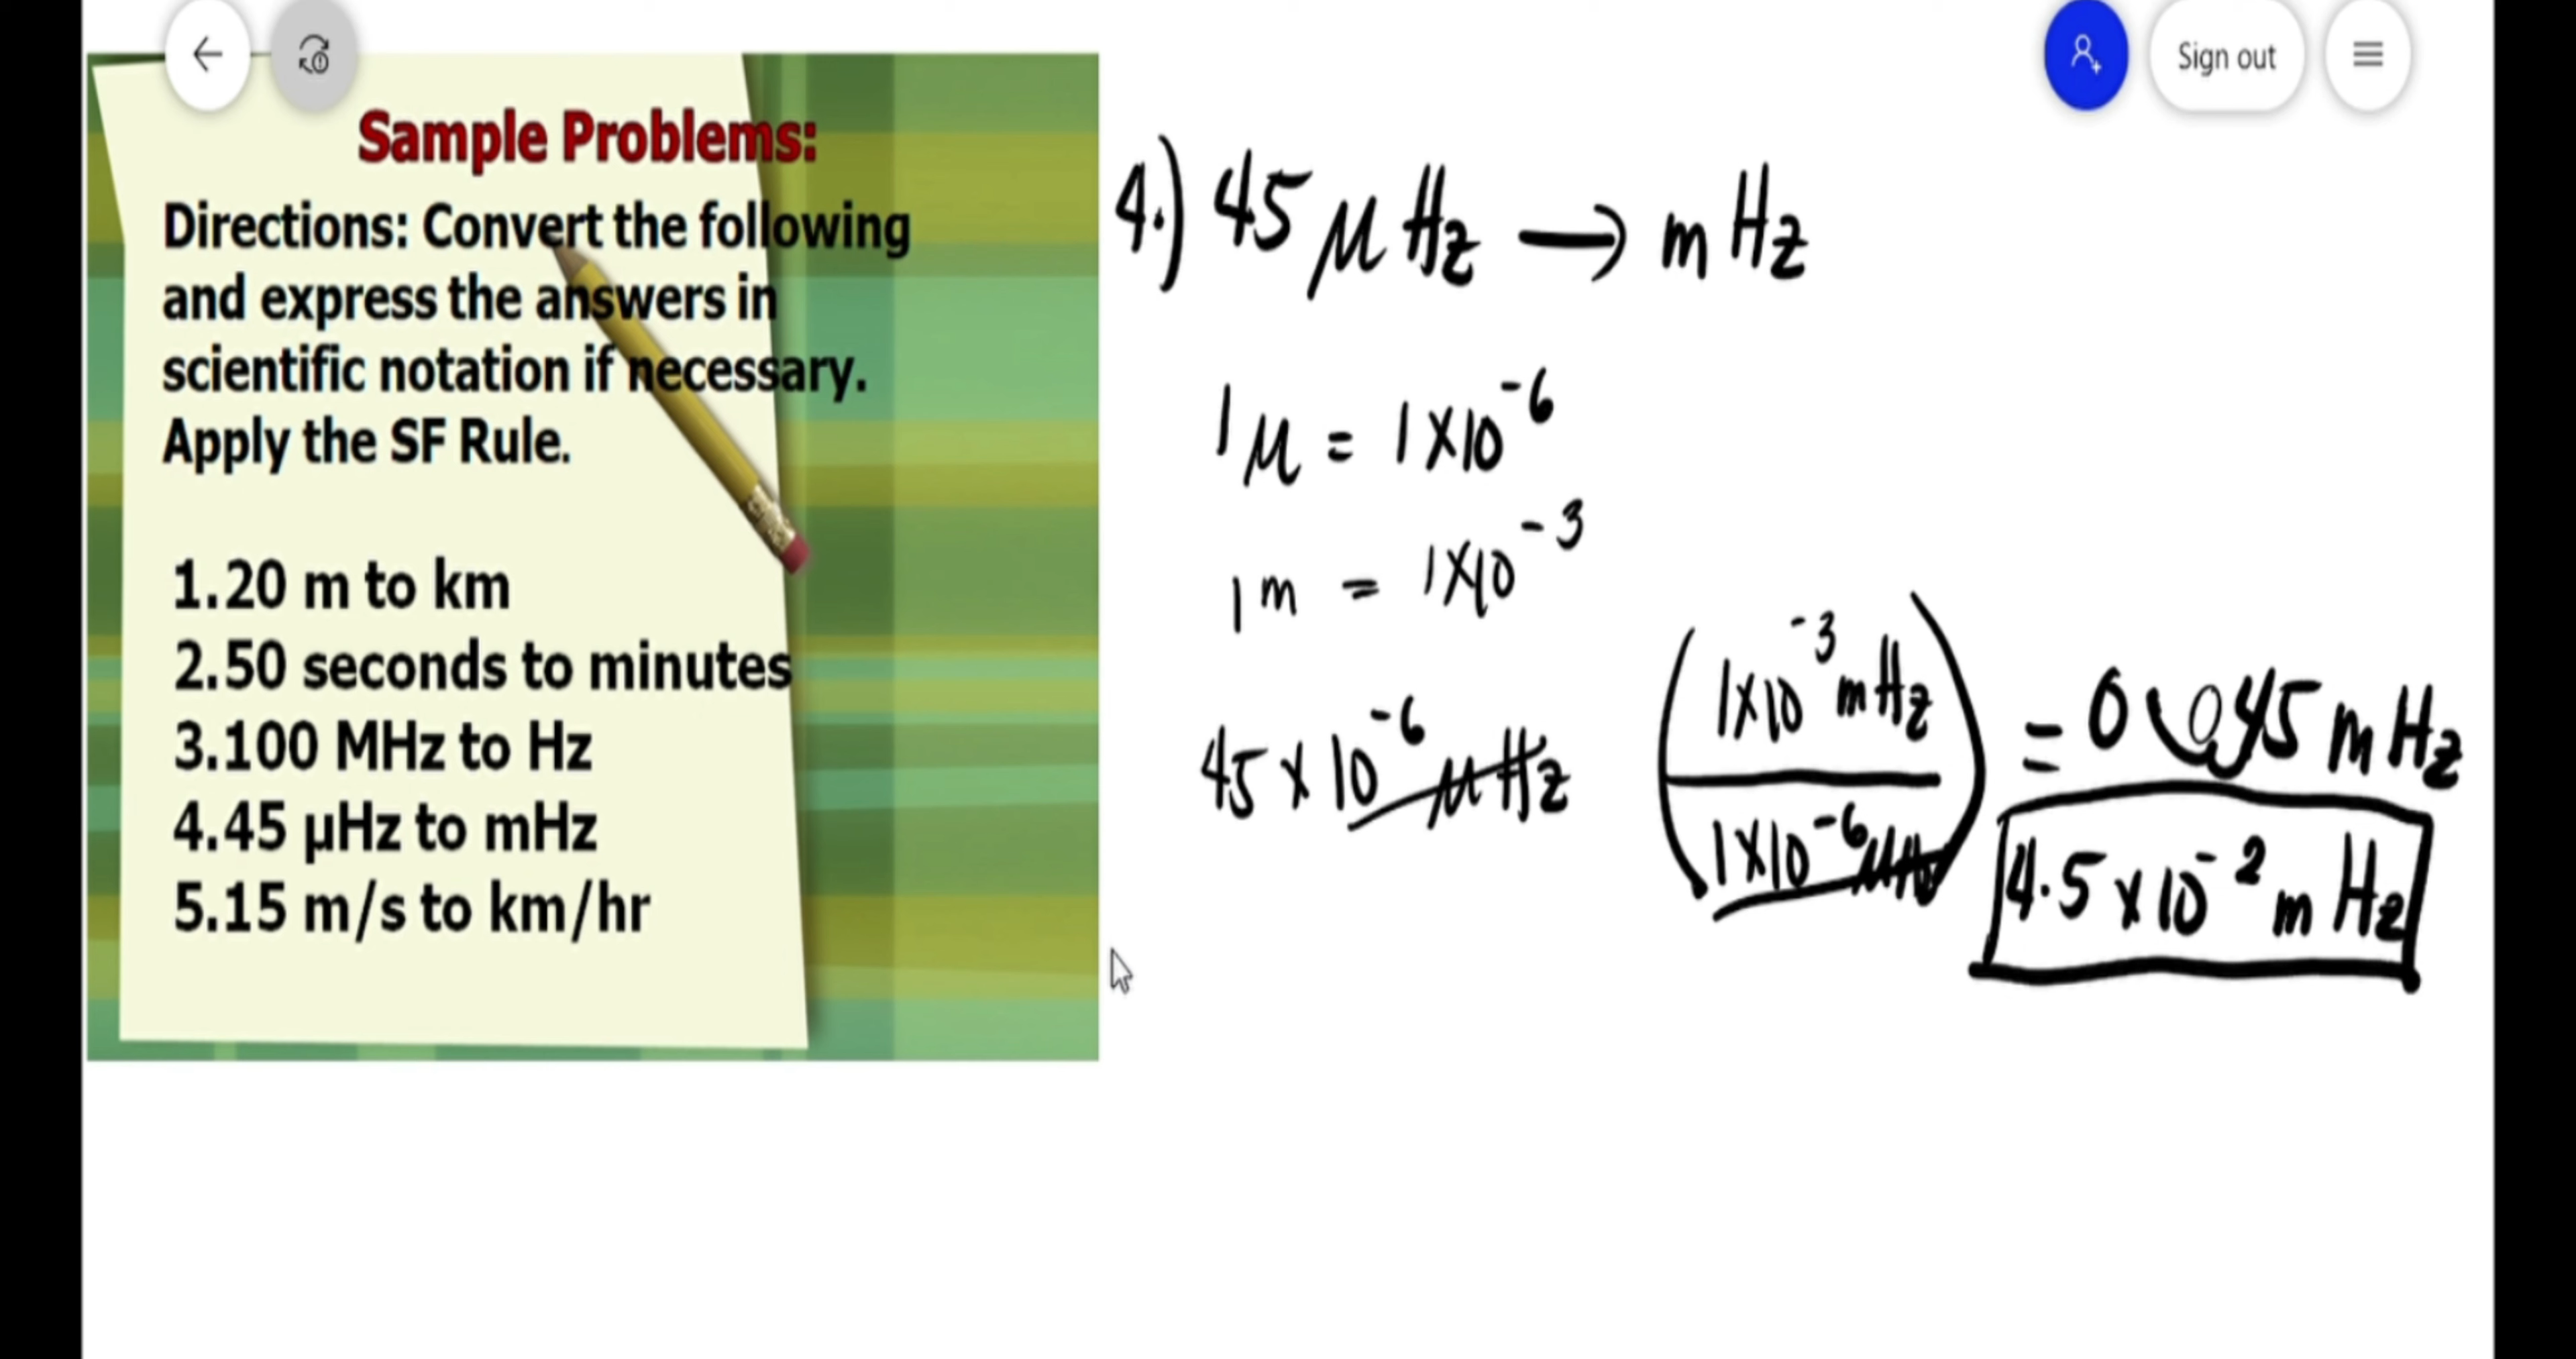 Sign out
Sample Problems:
Directions: Convert the following
and express the answers in
scientific notation if necessary.
Apply the SF Rule.
1.20 m to km
2.50 seconds to minutes
3.100 MHz to Hz
4.45 µHz to mHz
5.15 m/s to km/hr
4.) 45 µHz → mHz
1 µ = 1x10⁻⁶
1 m = 1x10⁻³
45 x 10⁻⁶ µHz (1x10⁻³ mHz / 1x10⁻⁶ µHz) = 0.045 mHz
4.5 x 10⁻² mHz